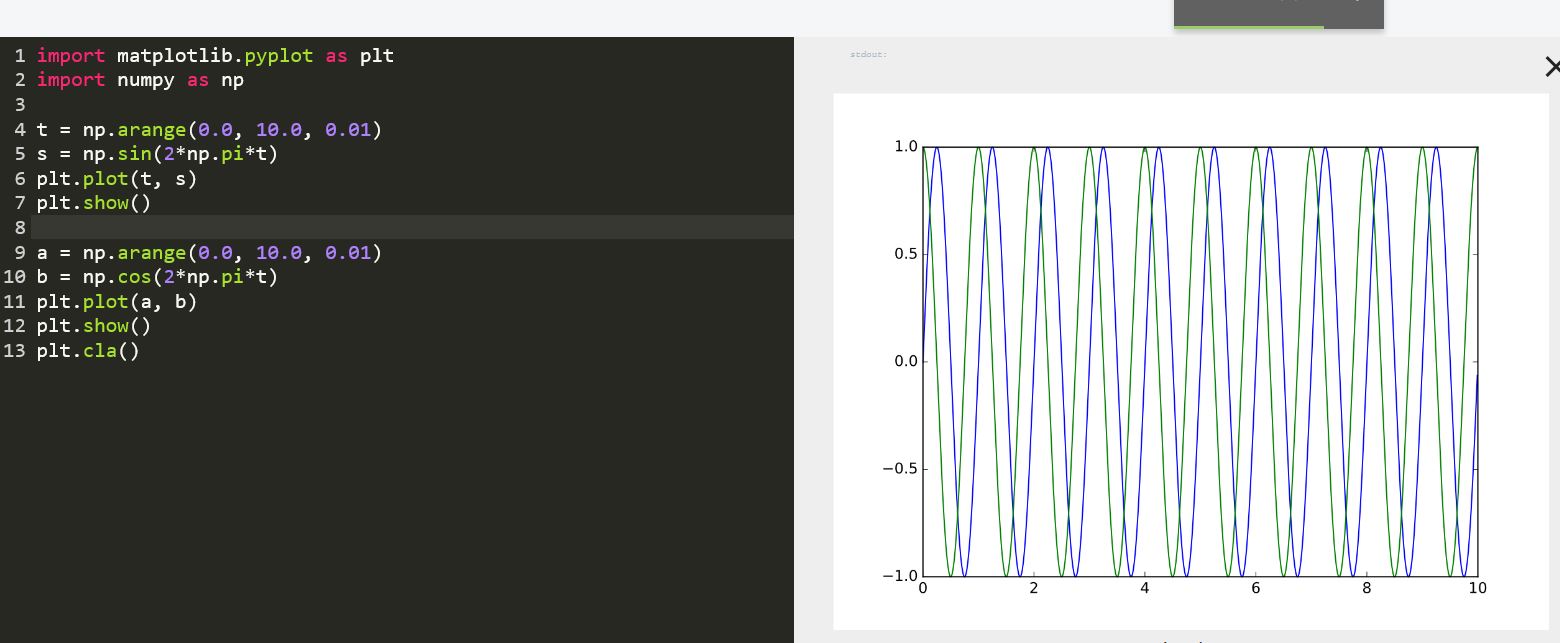 1 import matplotlib.pyplot as plt
2 import numpy as np
3
4 t = np.arange(0.0, 10.0, 0.01)
5 s = np.sin(2*np.pi*t)
6 plt.plot(t, s)
7 plt.show()
8
9 a = np.arange(0.0, 10.0, 0.01)
10 b = np.cos(2*np.pi*t)
11 plt.plot(a, b)
12 plt.show()
13 plt.cla()
stdout:
1.0
0.5
0.0
−0.5
−1.0
0 2 4 6 8 10